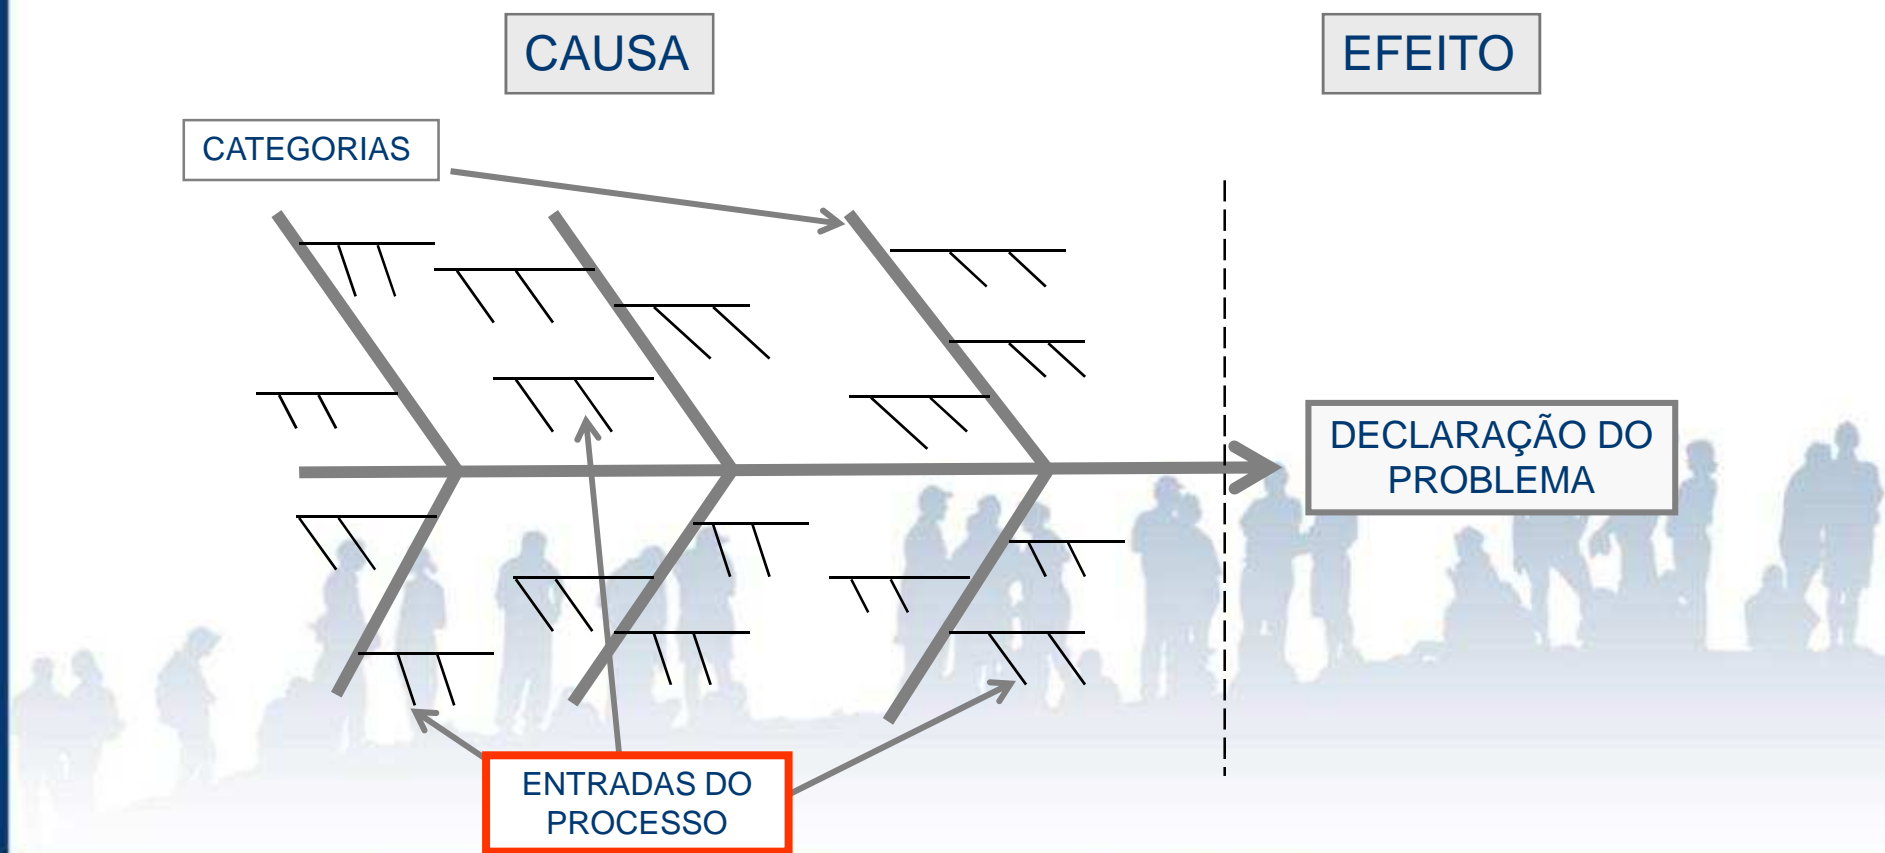 CAUSA
EFEITO
CATEGORIAS
DECLARAÇÃO DO
PROBLEMA
ENTRADAS DO
PROCESSO